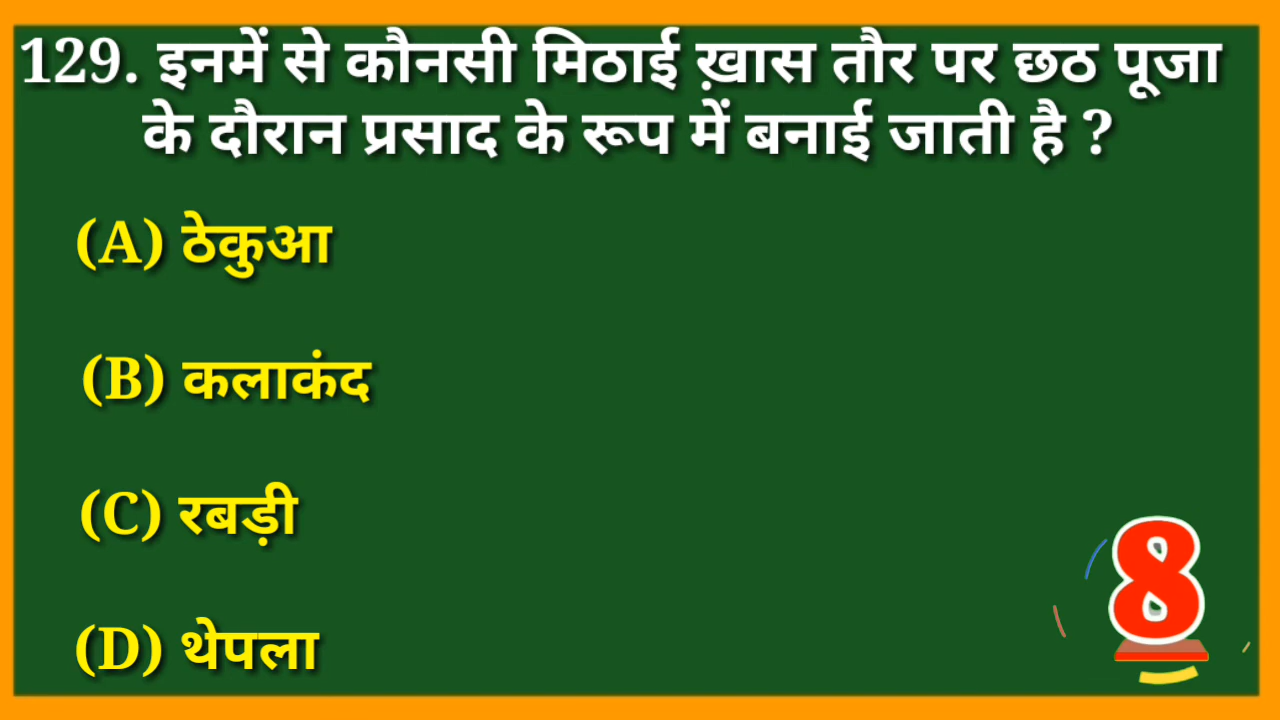 129. इनमें से कौनसी मिठाई ख़ास तौर पर छठ पूजा
के दौरान प्रसाद के रूप में बनाई जाती है ?
(A) ठेकुआ
(B) कलाकंद
(C) रबड़ी
(D) थेपला
8